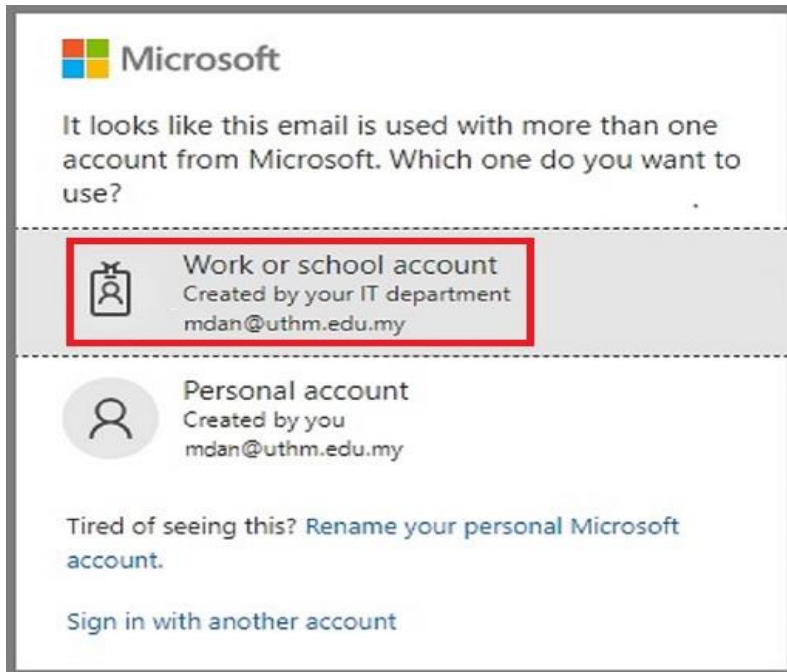 Microsoft
It looks like this email is used with more than one
account from Microsoft. Which one do you want to
use?
Work or school account
Created by your IT department
mdan@uthm.edu.my
Personal account
Created by you
mdan@uthm.edu.my
Tired of seeing this? Rename your personal Microsoft
account.
Sign in with another account